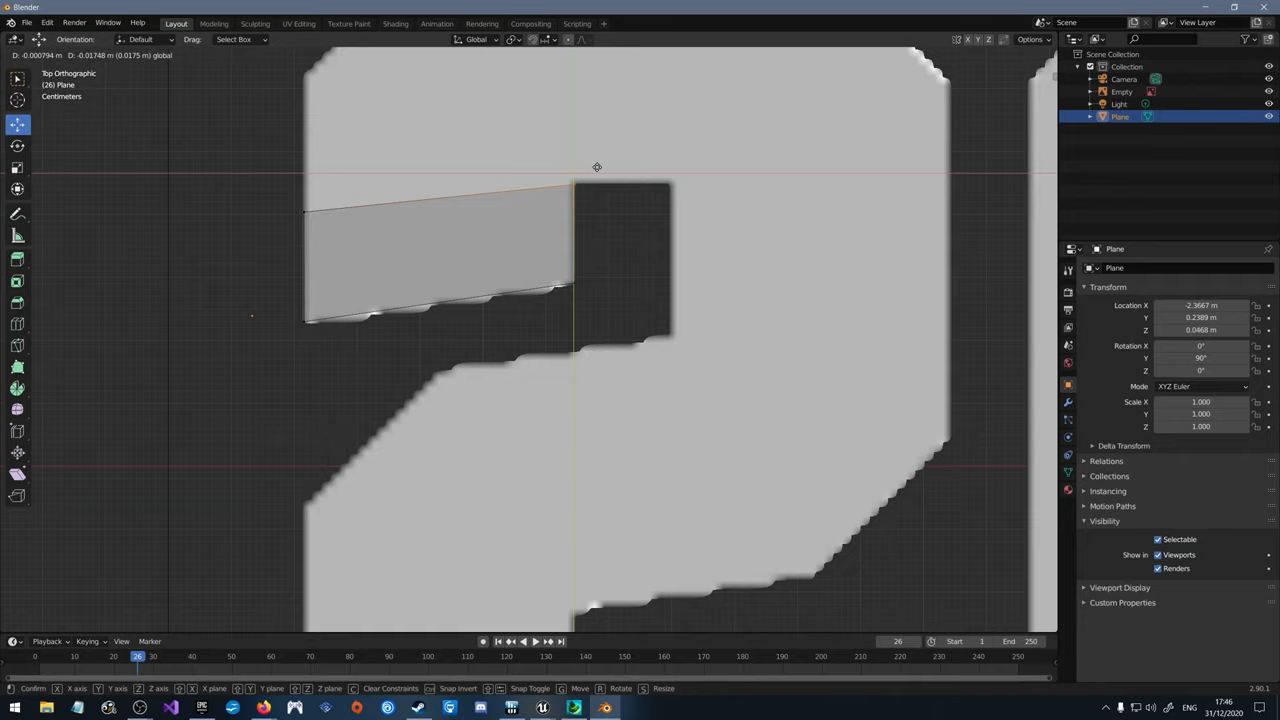 Blender
File Edit Render Window Help Layout Modeling Sculpting UV Editing Texture Paint Shading Animation Rendering Compositing Scripting + Scene View Layer
Orientation: Default Drag: Select Box Global X Y Z Options
D: -0.000794 m D: -0.01748 m (0.0175 m) global
Top Orthographic
(26) Plane
Centimeters
Scene Collection
Collection
Camera
Empty
Light
Plane
Plane
Plane
Transform
Location X -2.3667 m
Y 0.2389 m
Z 0.0468 m
Rotation X 0°
Y 90°
Z 0°
Mode XYZ Euler
Scale X 1.000
Y 1.000
Z 1.000
Delta Transform
Relations
Collections
Instancing
Motion Paths
Visibility
Selectable
Show in Viewports
Renders
Viewport Display
Custom Properties
Playback Keying View Marker 26 Start 1 End 250
0 10 20 26 30 40 50 60 70 80 90 100 110 120 130 140 150 160 170 180 190 200 210 220 230 240 250
Confirm X X axis Y Y axis Z Z axis X X plane Y Y plane Z Z plane C Clear Constraints Snap Invert Snap Toggle G Move R Rotate S Resize 2.90.1
ENG 17:46
31/12/2020